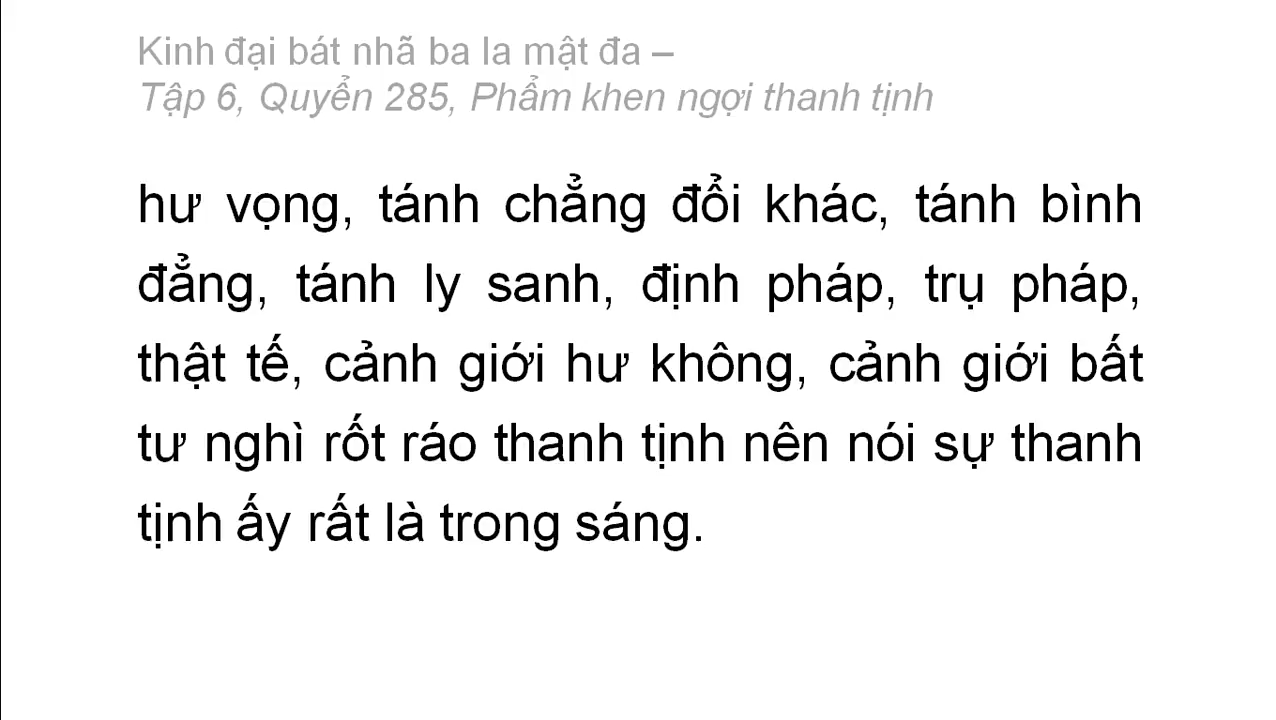 Kinh đại bát nhã ba la mật đa –
Tập 6, Quyển 285, Phẩm khen ngợi thanh tịnh
hư vọng, tánh chẳng đổi khác, tánh bình
đẳng, tánh ly sanh, định pháp, trụ pháp,
thật tế, cảnh giới hư không, cảnh giới bất
tư nghì rốt ráo thanh tịnh nên nói sự thanh
tịnh ấy rất là trong sáng.